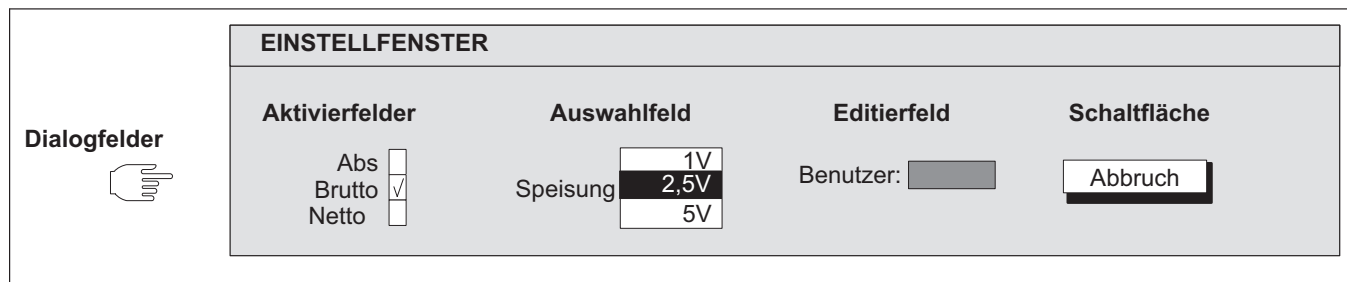 EINSTELLFENSTER
Dialogfelder
Aktivierfelder
Abs
Brutto √
Netto
Auswahlfeld
Speisung
1V
2,5V
5V
Editierfeld
Benutzer:
Schaltfläche
Abbruch